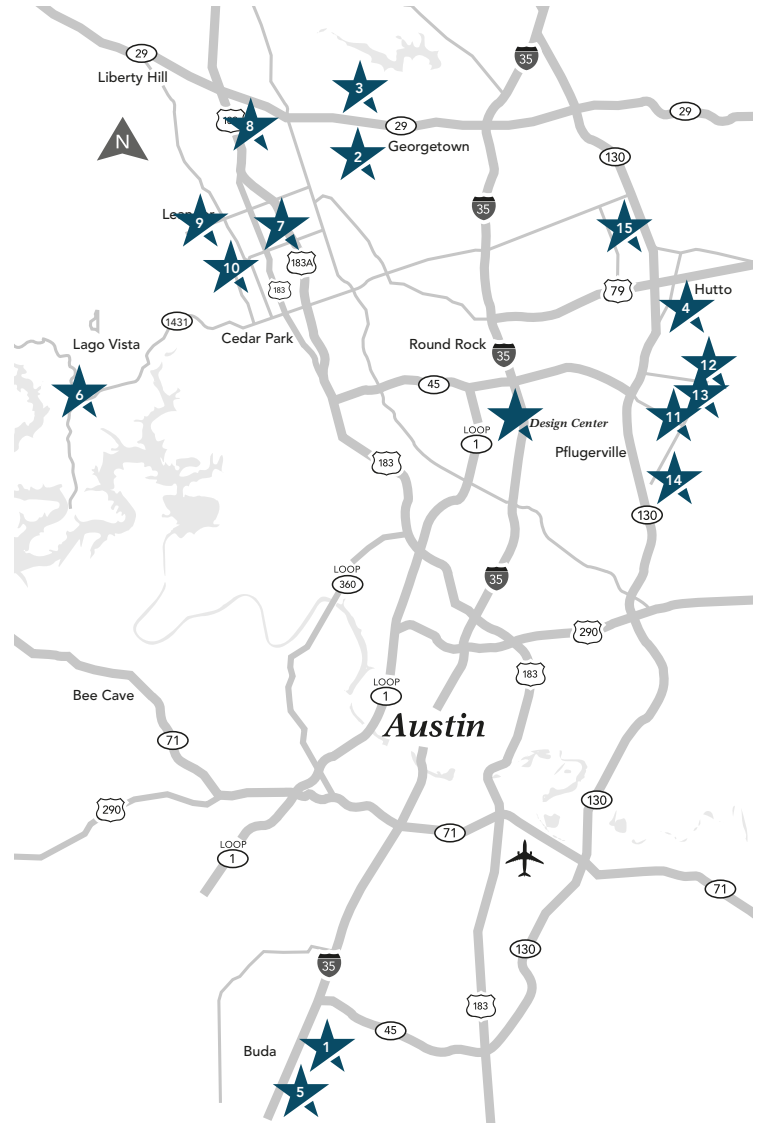 35
29
Liberty Hill
3
29
183
8
29
N
Georgetown
2
130
35
9
7
15
10
183A
183
79
Hutto
4
1431
Lago Vista
Cedar Park
Round Rock
35
12
6
45
13
11
Design Center
LOOP
1
Pflugerville
183
14
130
35
LOOP
360
290
183
LOOP
1
Bee Cave
Austin
71
130
290
71
LOOP
1
71
130
35
183
45
1
Buda
5